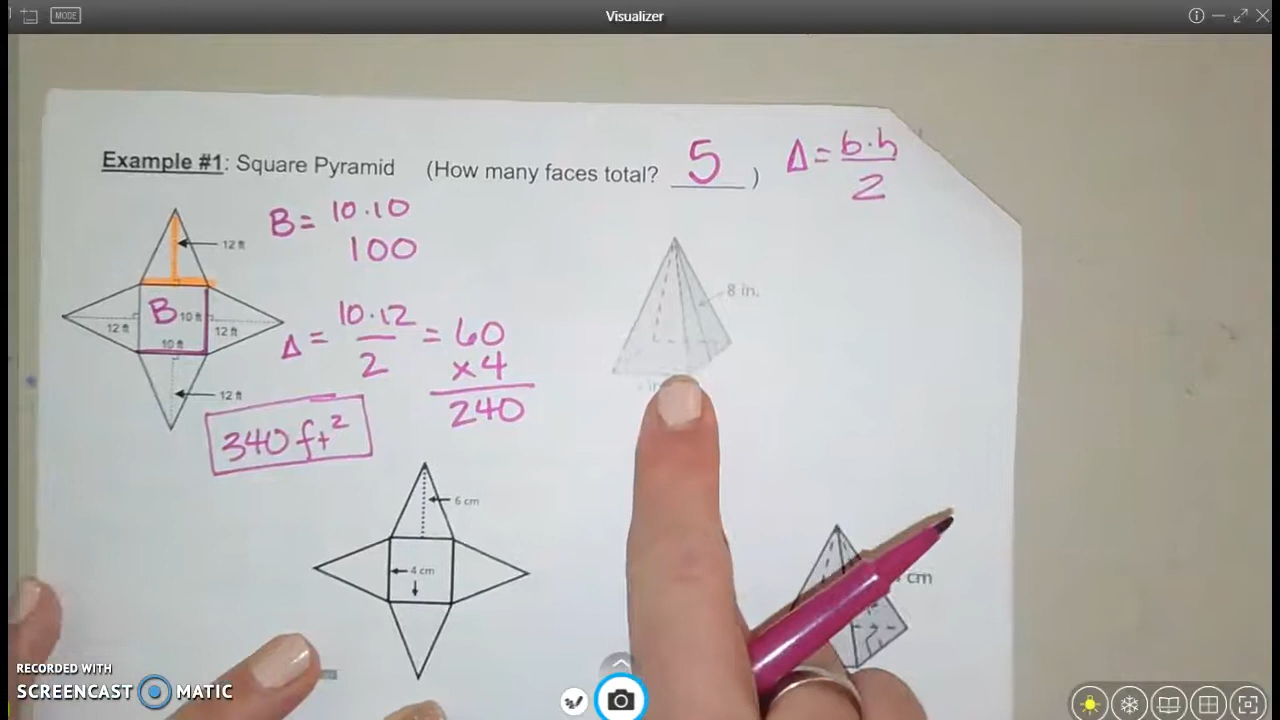 MODE
Visualizer
Example #1: Square Pyramid (How many faces total? 5 )
Δ = b·h
2
B = 10·10
100
12 ft
8 in.
B
10 ft
12 ft
12 ft
10 ft
Δ = 10·12 = 60
2
x4
240
12 ft
340 ft²
6 cm
4 cm
cm
RECORDED WITH
SCREENCAST MATIC